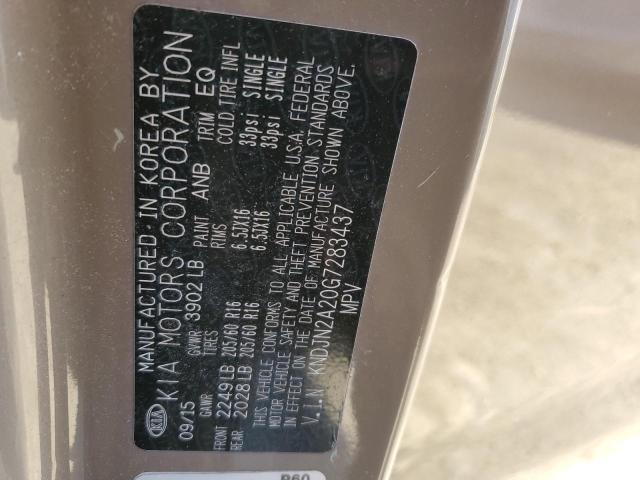 MANUFACTURED IN KOREA BY
KIA KIA MOTORS CORPORATION
09/15 GVWR 3902 LB PAINT ANB TRIM EQ
GAWR TIRES RIMS COLD TIRE INFL
FRONT 2249 LB 205/60 R16 6.5JX16 33psi SINGLE
REAR 2028 LB 205/60 R16 6.5JX16 33psi SINGLE
THIS VEHICLE CONFORMS TO ALL APPLICABLE U.S.A. FEDERAL
MOTOR VEHICLE SAFETY AND THEFT PREVENTION STANDARDS
IN EFFECT ON THE DATE OF MANUFACTURE SHOWN ABOVE.
V.I.N KNDJN2A20G7283437
MPV